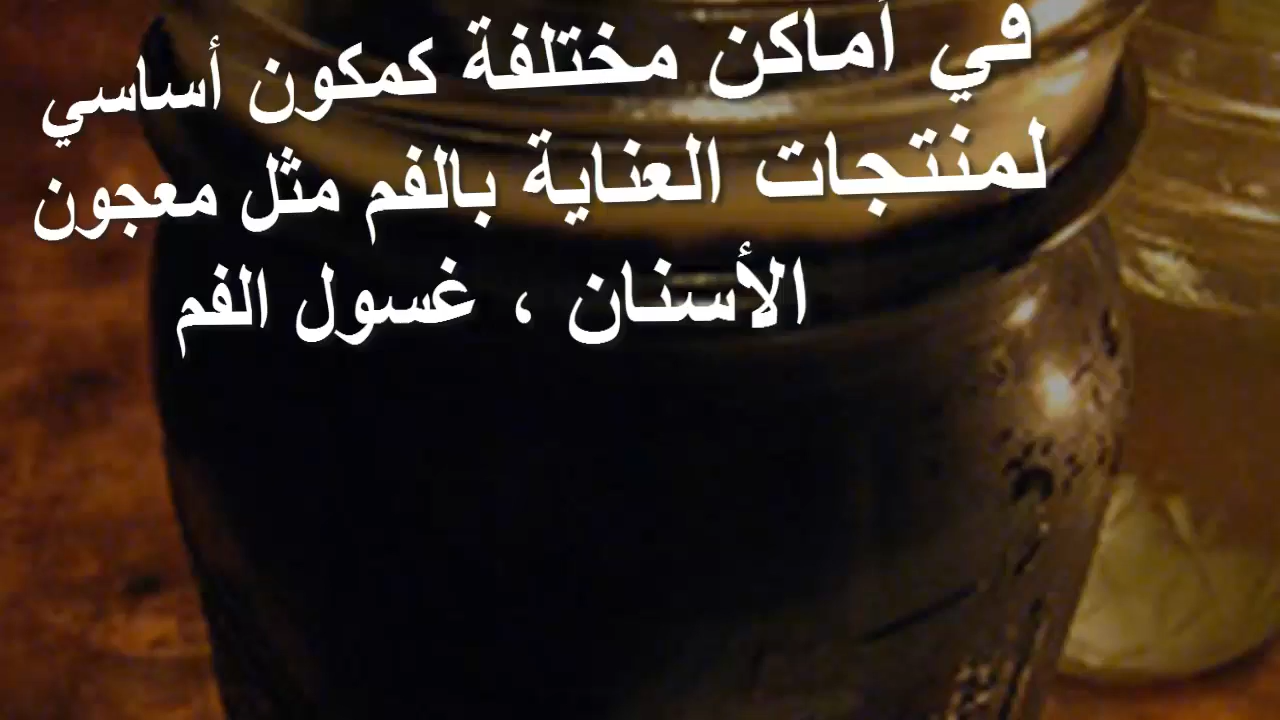 في أماكن مختلفة كمكون أساسي
لمنتجات العناية بالفم مثل معجون
الأسنان ، غسول الفم